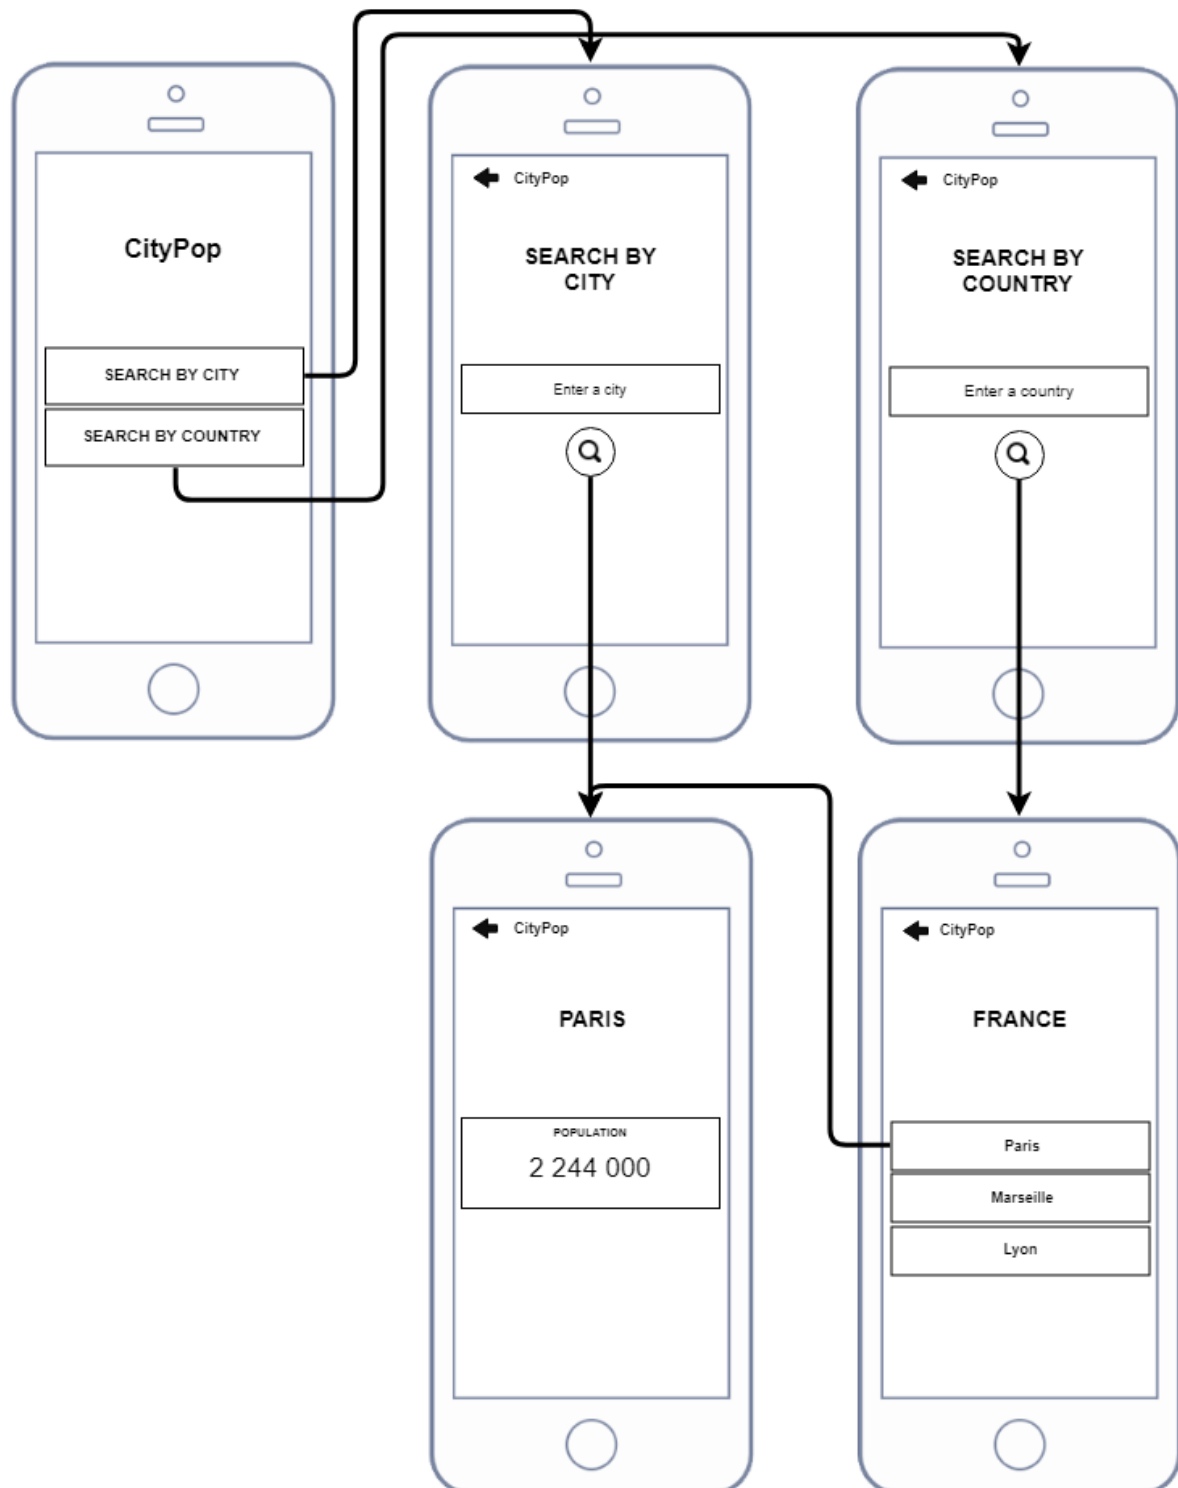 CityPop
SEARCH BY CITY
SEARCH BY COUNTRY
CityPop
SEARCH BY
CITY
Enter a city
CityPop
SEARCH BY
COUNTRY
Enter a country
CityPop
PARIS
POPULATION
2 244 000
CityPop
FRANCE
Paris
Marseille
Lyon